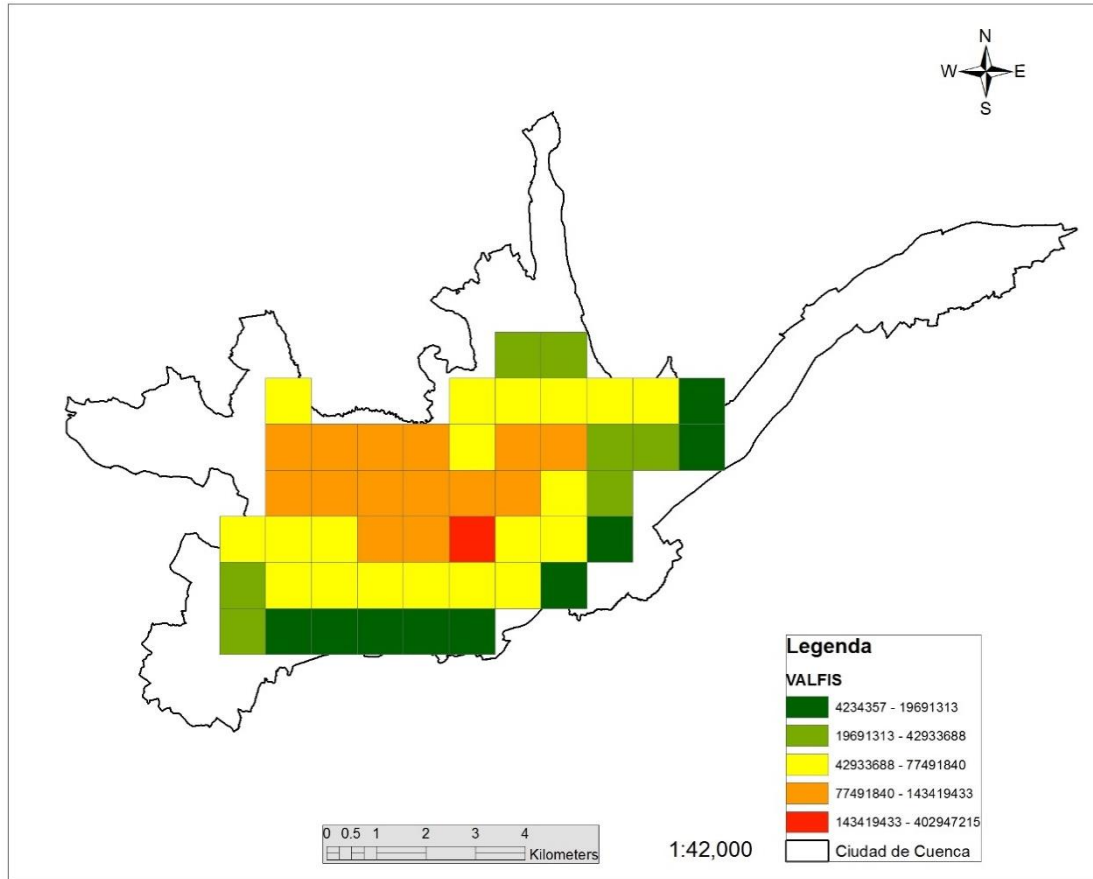 N
W E
S
Legenda
VALFIS
4234357 - 19691313
19691313 - 42933688
42933688 - 77491840
77491840 - 143419433
143419433 - 402947215
Ciudad de Cuenca
0 0.5 1 2 3 4
Kilometers
1:42,000